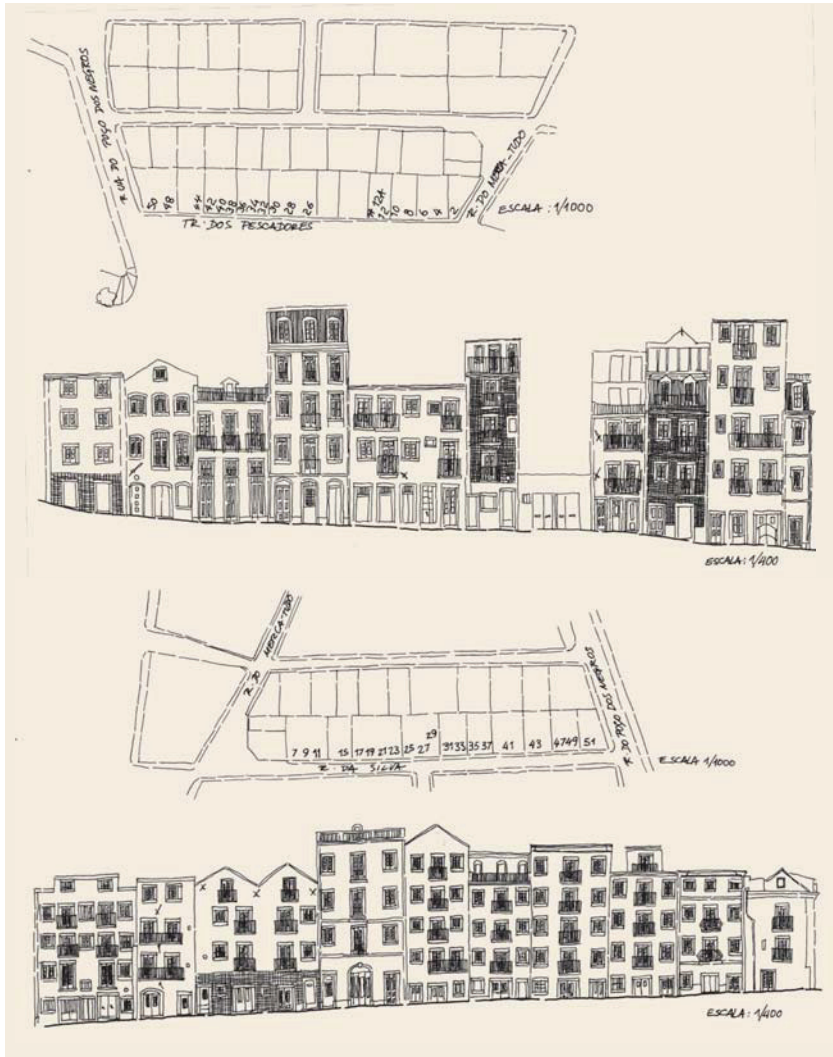 RUA DO POÇO DOS NEGROS
50 48 44 42 40 38 36 34 32 30 28 26 12 12A 10 8 6 4 2
R. DO MERCA-TUDO
ESCALA: 1/1000
TR. DOS PESCADORES
ESCALA: 1/400
R. DO MERCA-TUDO
R. DO POÇO DOS NEGROS
29
7 9 11 15 17 19 21 23 25 27 31 33 35 37 41 43 47 49 51
R. DA SILVA
ESCALA 1/1000
ESCALA: 1/400